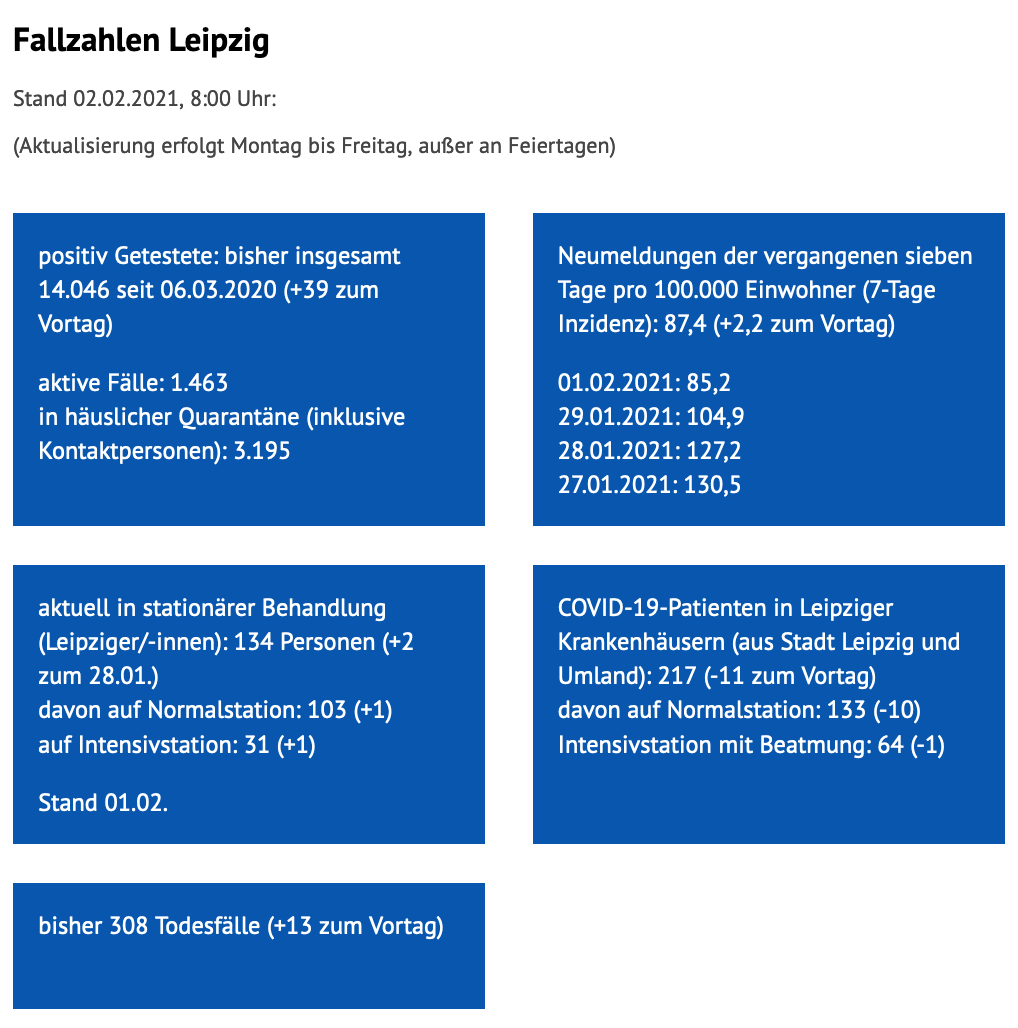 Fallzahlen Leipzig
Stand 02.02.2021, 8:00 Uhr:
(Aktualisierung erfolgt Montag bis Freitag, außer an Feiertagen)
positiv Getestete: bisher insgesamt
14.046 seit 06.03.2020 (+39 zum
Vortag)
aktive Fälle: 1.463
in häuslicher Quarantäne (inklusive
Kontaktpersonen): 3.195
Neumeldungen der vergangenen sieben
Tage pro 100.000 Einwohner (7-Tage
Inzidenz): 87,4 (+2,2 zum Vortag)
01.02.2021: 85,2
29.01.2021: 104,9
28.01.2021: 127,2
27.01.2021: 130,5
aktuell in stationärer Behandlung
(Leipziger/-innen): 134 Personen (+2
zum 28.01.)
davon auf Normalstation: 103 (+1)
auf Intensivstation: 31 (+1)
Stand 01.02.
COVID-19-Patienten in Leipziger
Krankenhäusern (aus Stadt Leipzig und
Umland): 217 (-11 zum Vortag)
davon auf Normalstation: 133 (-10)
Intensivstation mit Beatmung: 64 (-1)
bisher 308 Todesfälle (+13 zum Vortag)